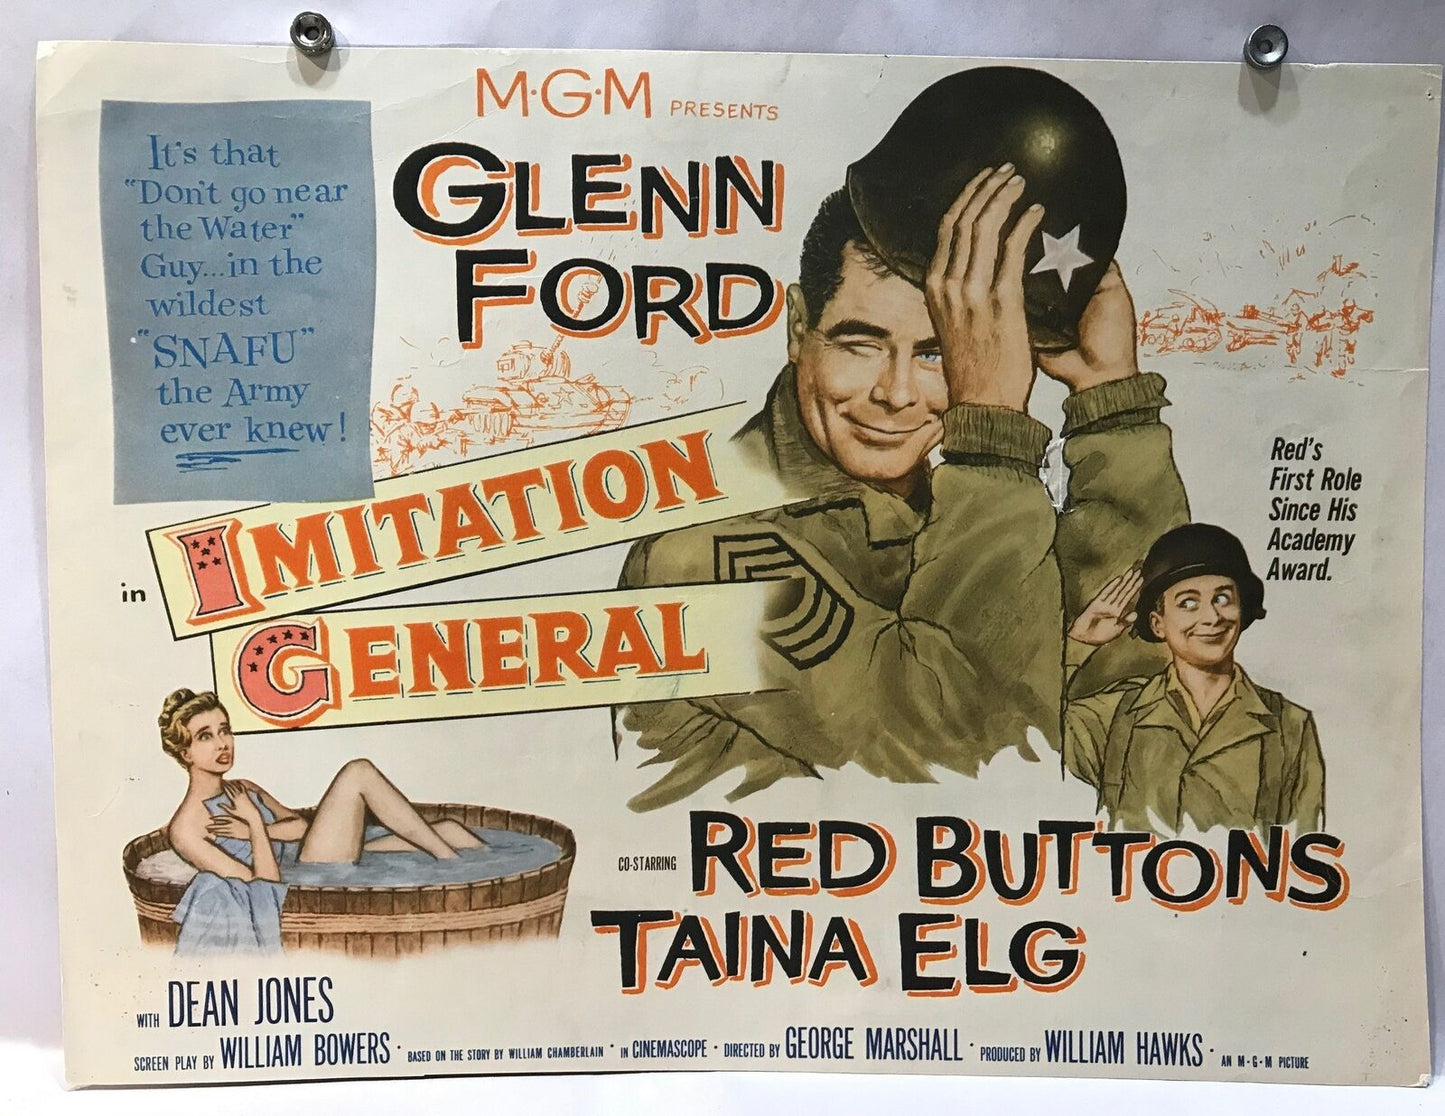 M·G·M PRESENTS
GLENN
FORD
It's that
"Don't go near
the Water"
Guy...in the
wildest
"SNAFU"
the Army
ever knew!
in
IMITATION
GENERAL
Red's
First Role
Since His
Academy
Award.
CO-STARRING RED BUTTONS
TAINA ELG
WITH DEAN JONES
SCREEN PLAY BY WILLIAM BOWERS · BASED ON THE STORY BY WILLIAM CHAMBERLAIN · IN CINEMASCOPE · DIRECTED BY GEORGE MARSHALL · PRODUCED BY WILLIAM HAWKS · AN M-G-M PICTURE